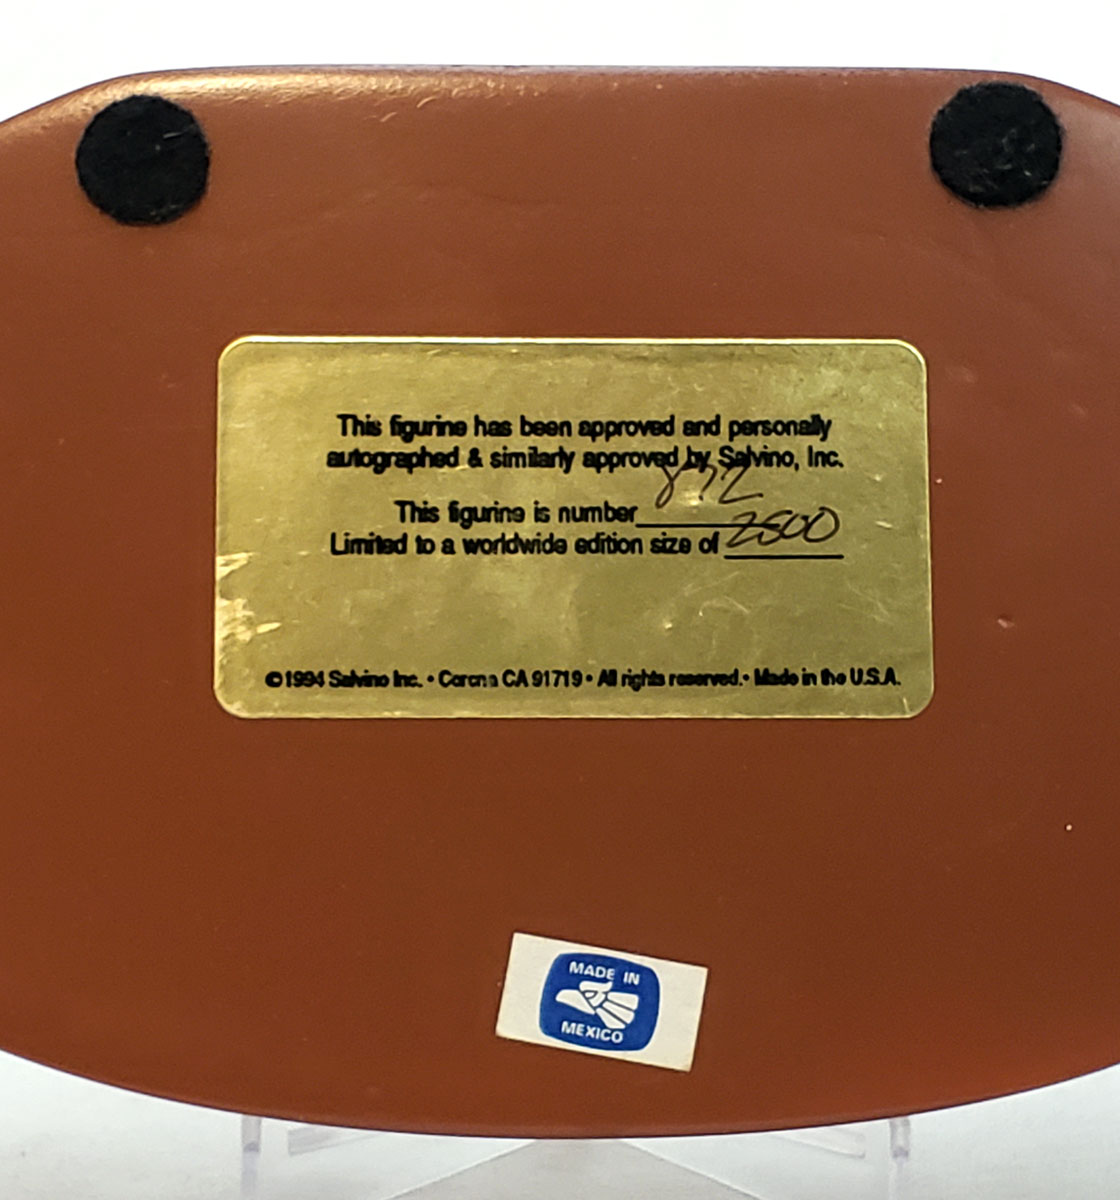 This figurine has been approved and personally
autographed & similarly approved by Salvino, Inc.
This figurine is number 872
Limited to a worldwide edition size of 2500
©1994 Salvino Inc. • Corona CA 91719 • All rights reserved. • Made in the U.S.A.
MADE IN
MEXICO